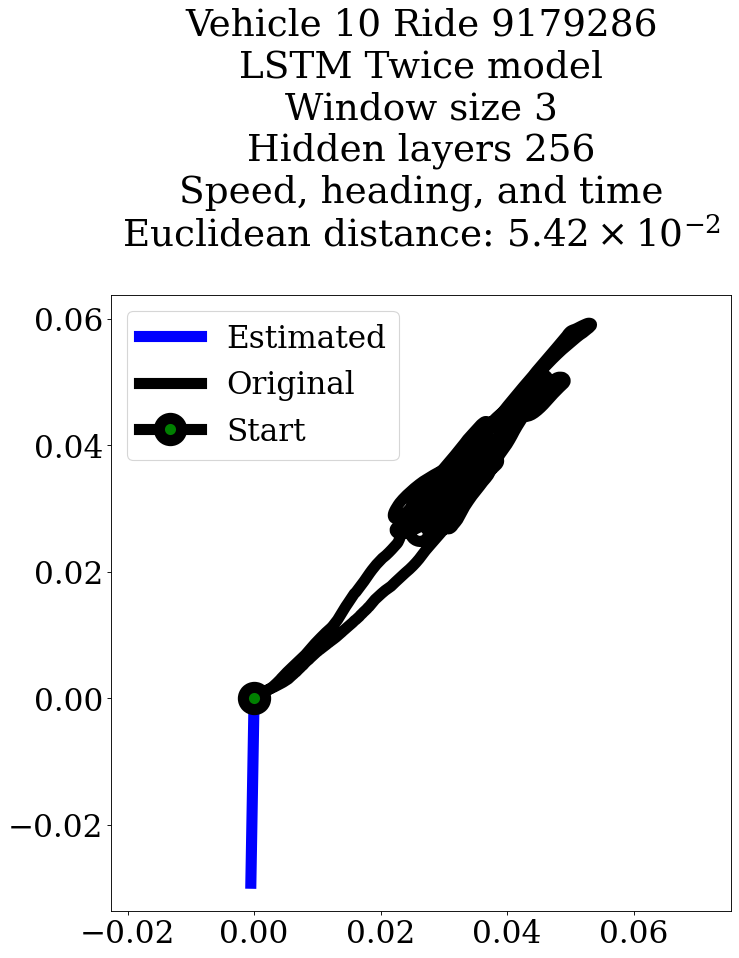 Vehicle 10 Ride 9179286
LSTM Twice model
Window size 3
Hidden layers 256
Speed, heading, and time
Euclidean distance: 5.42 × 10⁻²
Estimated
Original
Start
0.06
0.04
0.02
0.00
−0.02
−0.02 0.00 0.02 0.04 0.06